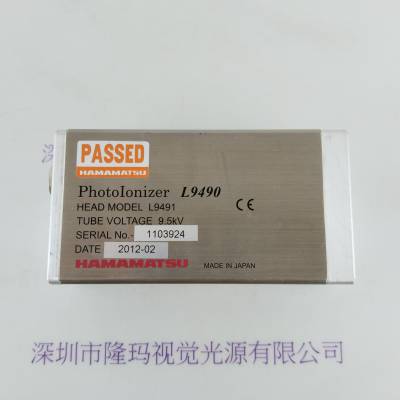 PASSED
HAMAMATSU
PhotoIonizer L9490
HEAD MODEL L9491
CE
TUBE VOLTAGE 9.5kV
SERIAL No.- 1103924
DATE 2012-02
HAMAMATSU
MADE IN JAPAN
深圳市隆玛视觉光源有限公司